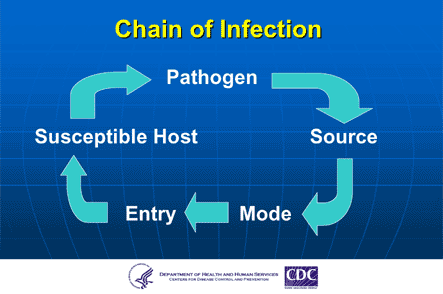 Chain of Infection
Pathogen
Susceptible Host
Source
Entry
Mode
DEPARTMENT OF HEALTH AND HUMAN SERVICES
CENTERS FOR DISEASE CONTROL AND PREVENTION
CDC